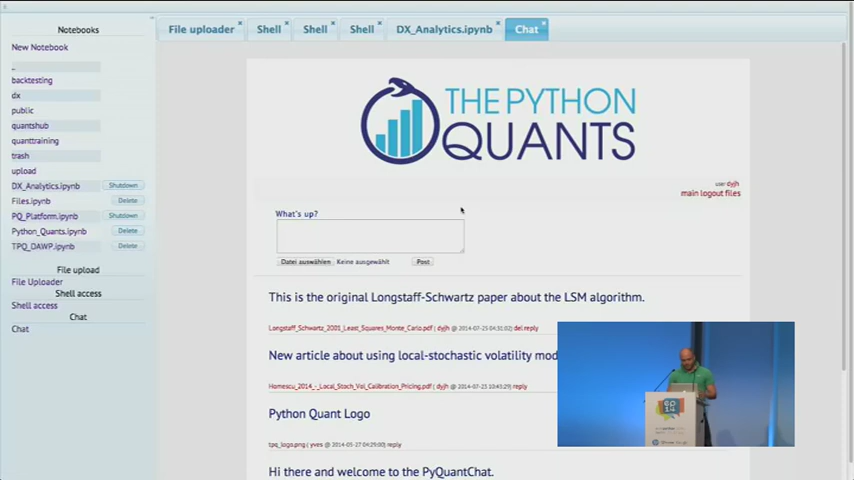 Notebooks
New Notebook
..
backtesting
dx
public
quantshub
quanttraining
trash
upload
DX_Analytics.ipynb Shutdown
Files.ipynb Delete
PQ_Platform.ipynb Shutdown
Python_Quants.ipynb Delete
TPQ_DAWP.ipynb Delete
File upload
File Uploader
Shell access
Shell access
Chat
Chat
File uploader × Shell × Shell × Shell × DX_Analytics.ipynb × Chat ×
THE PYTHON
QUANTS
user dyjh
main logout files
What's up?
Datei auswählen Keine ausgewählt Post
This is the original Longstaff-Schwartz paper about the LSM algorithm.
Longstaff_Schwartz_2001_Least_Squares_Monte_Carlo.pdf ( dyjh @ 2014-07-25 04:31:02) del reply
New article about using local-stochastic volatility mod
Homescu_2014_-_Local_Stoch_Vol_Calibration_Pricing.pdf ( dyjh @ 2014-07-23 10:43:29) reply
Python Quant Logo
tpq_logo.png ( yves @ 2014-05-27 04:29:00) reply
Hi there and welcome to the PyQuantChat.
ep
14